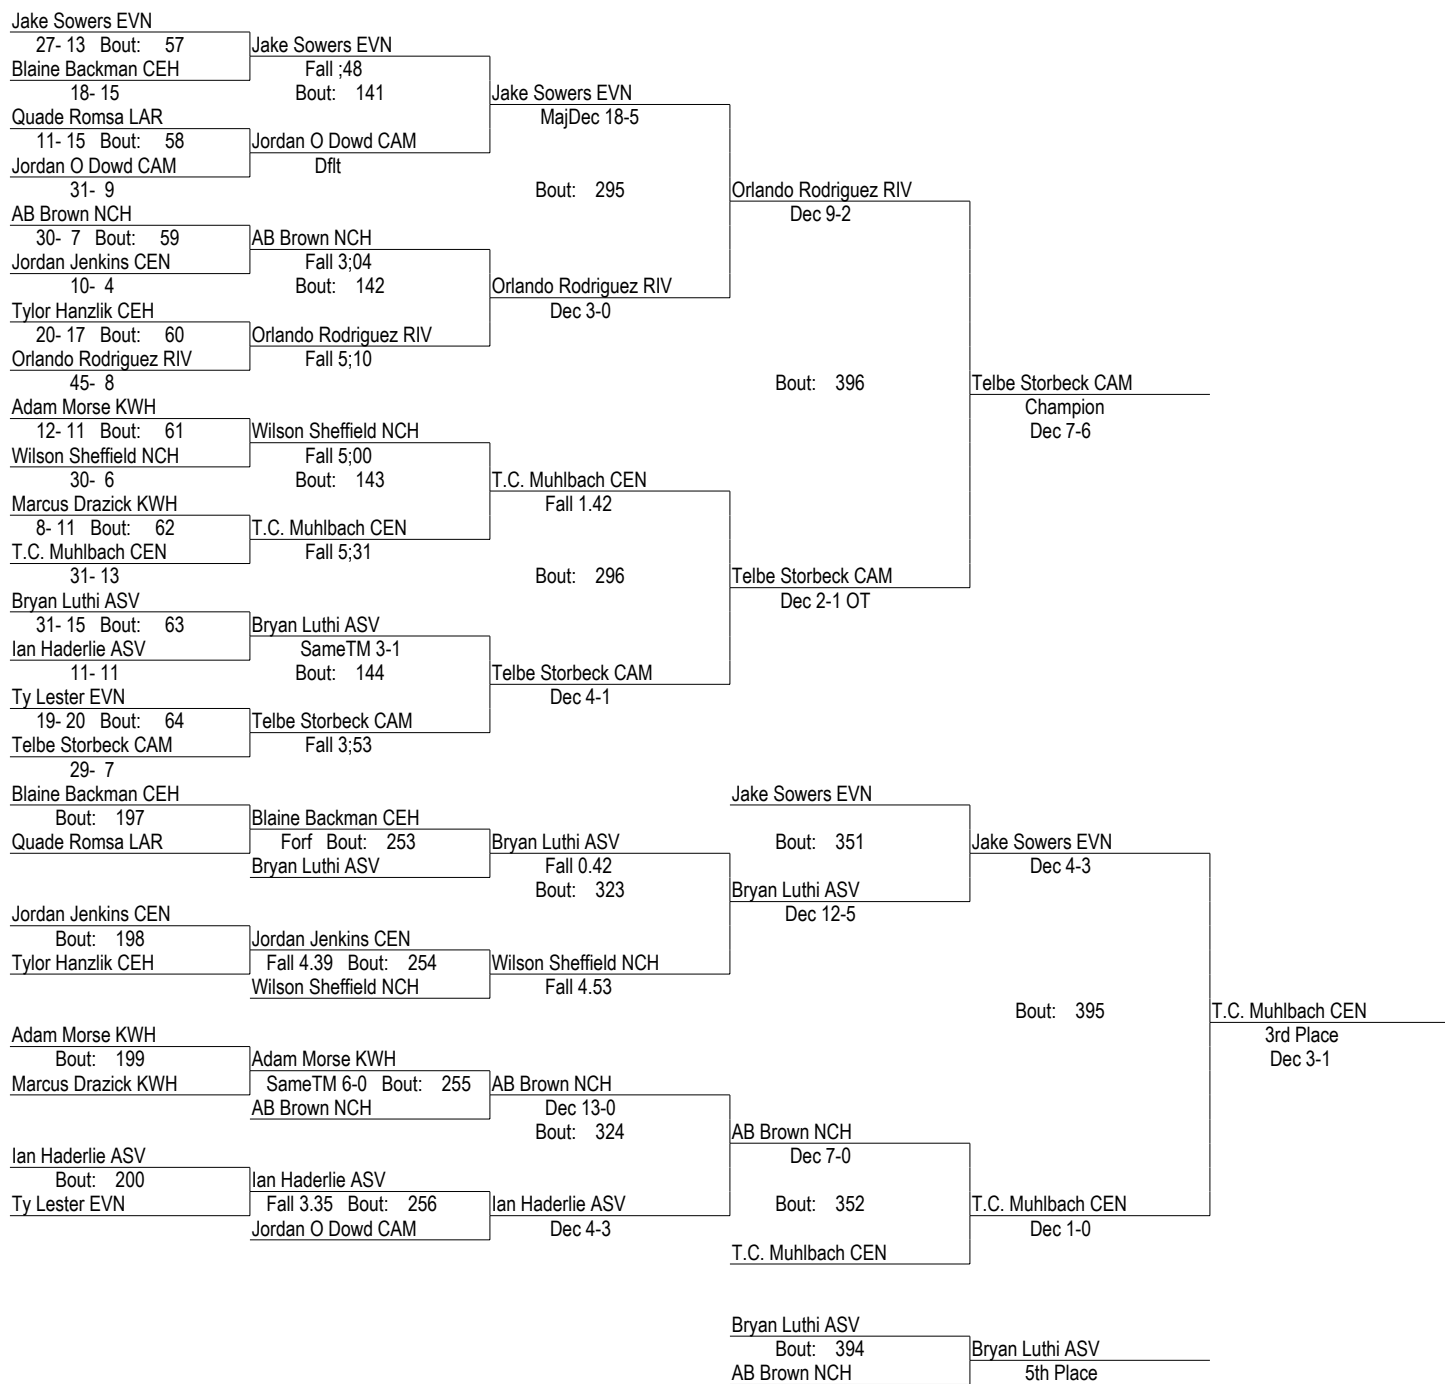 Jake Sowers EVN
27- 13 Bout: 57
Jake Sowers EVN
Blaine Backman CEH
Fall ;48
18- 15
Bout: 141
Jake Sowers EVN
Quade Romsa LAR
MajDec 18-5
11- 15 Bout: 58
Jordan O Dowd CAM
Jordan O Dowd CAM
Dflt
31- 9
Bout: 295
Orlando Rodriguez RIV
AB Brown NCH
Dec 9-2
30- 7 Bout: 59
AB Brown NCH
Jordan Jenkins CEN
Fall 3;04
10- 4
Bout: 142
Orlando Rodriguez RIV
Tylor Hanzlik CEH
Dec 3-0
20- 17 Bout: 60
Orlando Rodriguez RIV
Orlando Rodriguez RIV
Fall 5;10
45- 8
Bout: 396
Telbe Storbeck CAM
Adam Morse KWH
Champion
12- 11 Bout: 61
Wilson Sheffield NCH
Dec 7-6
Wilson Sheffield NCH
Fall 5;00
30- 6
Bout: 143
T.C. Muhlbach CEN
Marcus Drazick KWH
Fall 1.42
8- 11 Bout: 62
T.C. Muhlbach CEN
T.C. Muhlbach CEN
Fall 5;31
31- 13
Bout: 296
Telbe Storbeck CAM
Bryan Luthi ASV
Dec 2-1 OT
31- 15 Bout: 63
Bryan Luthi ASV
Ian Haderlie ASV
SameTM 3-1
11- 11
Bout: 144
Telbe Storbeck CAM
Ty Lester EVN
Dec 4-1
19- 20 Bout: 64
Telbe Storbeck CAM
Telbe Storbeck CAM
Fall 3;53
29- 7
Blaine Backman CEH
Jake Sowers EVN
Bout: 197
Blaine Backman CEH
Quade Romsa LAR
Forf Bout: 253
Bryan Luthi ASV
Bout: 351
Jake Sowers EVN
Bryan Luthi ASV
Fall 0.42
Dec 4-3
Bout: 323
Bryan Luthi ASV
Jordan Jenkins CEN
Dec 12-5
Bout: 198
Jordan Jenkins CEN
Tylor Hanzlik CEH
Fall 4.39 Bout: 254
Wilson Sheffield NCH
Wilson Sheffield NCH
Fall 4.53
Bout: 395
T.C. Muhlbach CEN
Adam Morse KWH
3rd Place
Bout: 199
Adam Morse KWH
Dec 3-1
Marcus Drazick KWH
SameTM 6-0 Bout: 255
AB Brown NCH
AB Brown NCH
Dec 13-0
Bout: 324
AB Brown NCH
Ian Haderlie ASV
Dec 7-0
Bout: 200
Ian Haderlie ASV
Ty Lester EVN
Fall 3.35 Bout: 256
Ian Haderlie ASV
Bout: 352
T.C. Muhlbach CEN
Jordan O Dowd CAM
Dec 4-3
Dec 1-0
T.C. Muhlbach CEN
Bryan Luthi ASV
Bout: 394
Bryan Luthi ASV
AB Brown NCH
5th Place